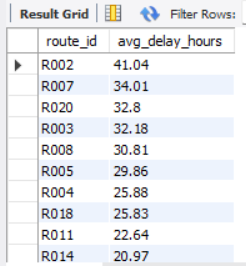 Result Grid Filter Rows:
route_id avg_delay_hours
R002 41.04
R007 34.01
R020 32.8
R003 32.18
R008 30.81
R005 29.86
R004 25.88
R018 25.83
R011 22.64
R014 20.97